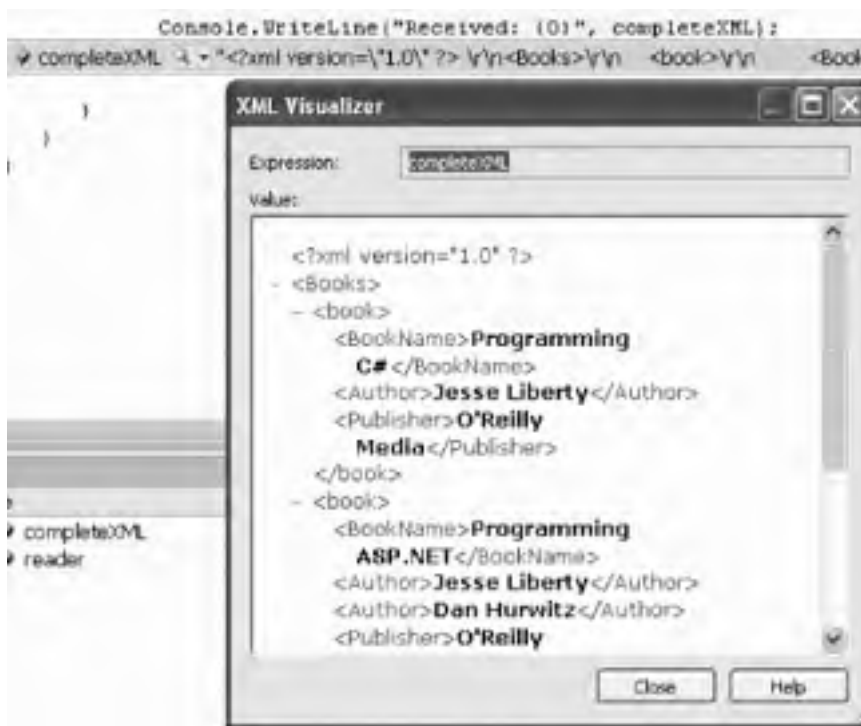 Console.WriteLine("Received: {0}", completeXML);
completeXML "<?xml version=\"1.0\" ?> \r\n<Books>\r\n <book>\r\n <Book
}
}
XML Visualizer
Expression: completeXML
Value:
<?xml version="1.0" ?>
- <Books>
- <book>
<BookName>Programming
C#</BookName>
<Author>Jesse Liberty</Author>
<Publisher>O'Reilly
Media</Publisher>
</book>
- <book>
<BookName>Programming
ASP.NET</BookName>
<Author>Jesse Liberty</Author>
<Author>Dan Hurwitz</Author>
<Publisher>O'Reilly
completeXML
reader
Close Help